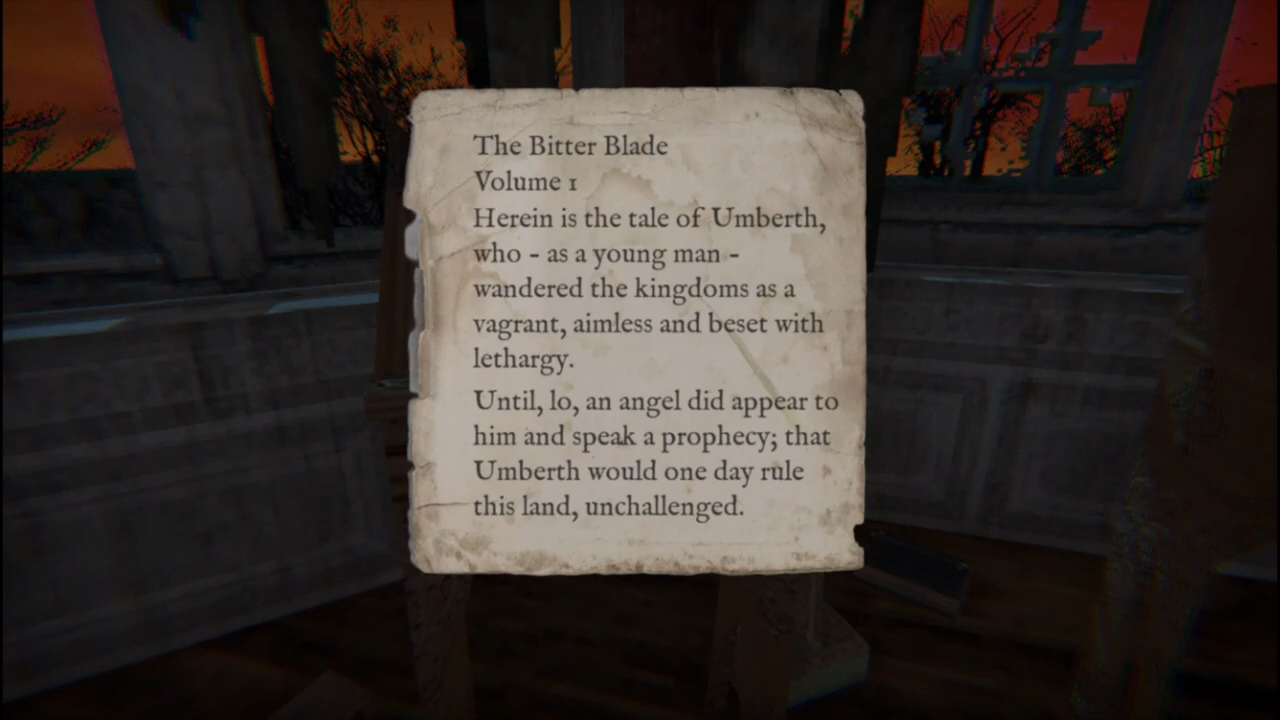 The Bitter Blade
Volume 1
Herein is the tale of Umberth,
who - as a young man -
wandered the kingdoms as a
vagrant, aimless and beset with
lethargy.
Until, lo, an angel did appear to
him and speak a prophecy; that
Umberth would one day rule
this land, unchallenged.